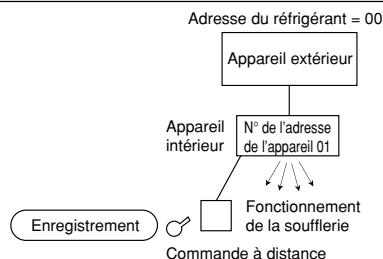 Adresse du réfrigérant = 00
Appareil extérieur
Appareil
intérieur
N° de l'adresse
de l'appareil 01
Fonctionnement
de la soufflerie
Enregistrement
Commande à distance